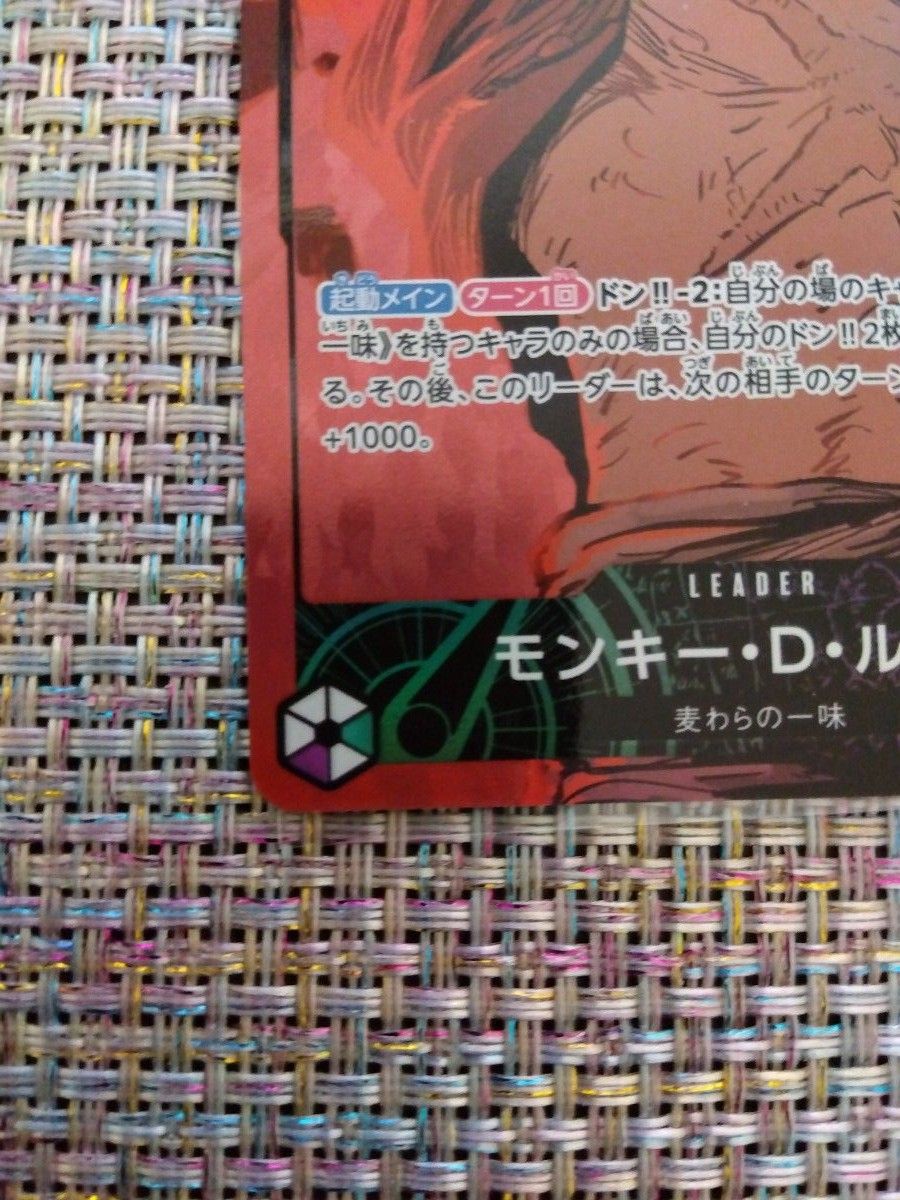 起動メイン ターン1回 ドン!!-2:自分の場のキャ
一味》を持つキャラのみの場合、自分のドン!!2枚
る。その後、このリーダーは、次の相手のターン
+1000。
LEADER
モンキー・D・ル
麦わらの一味